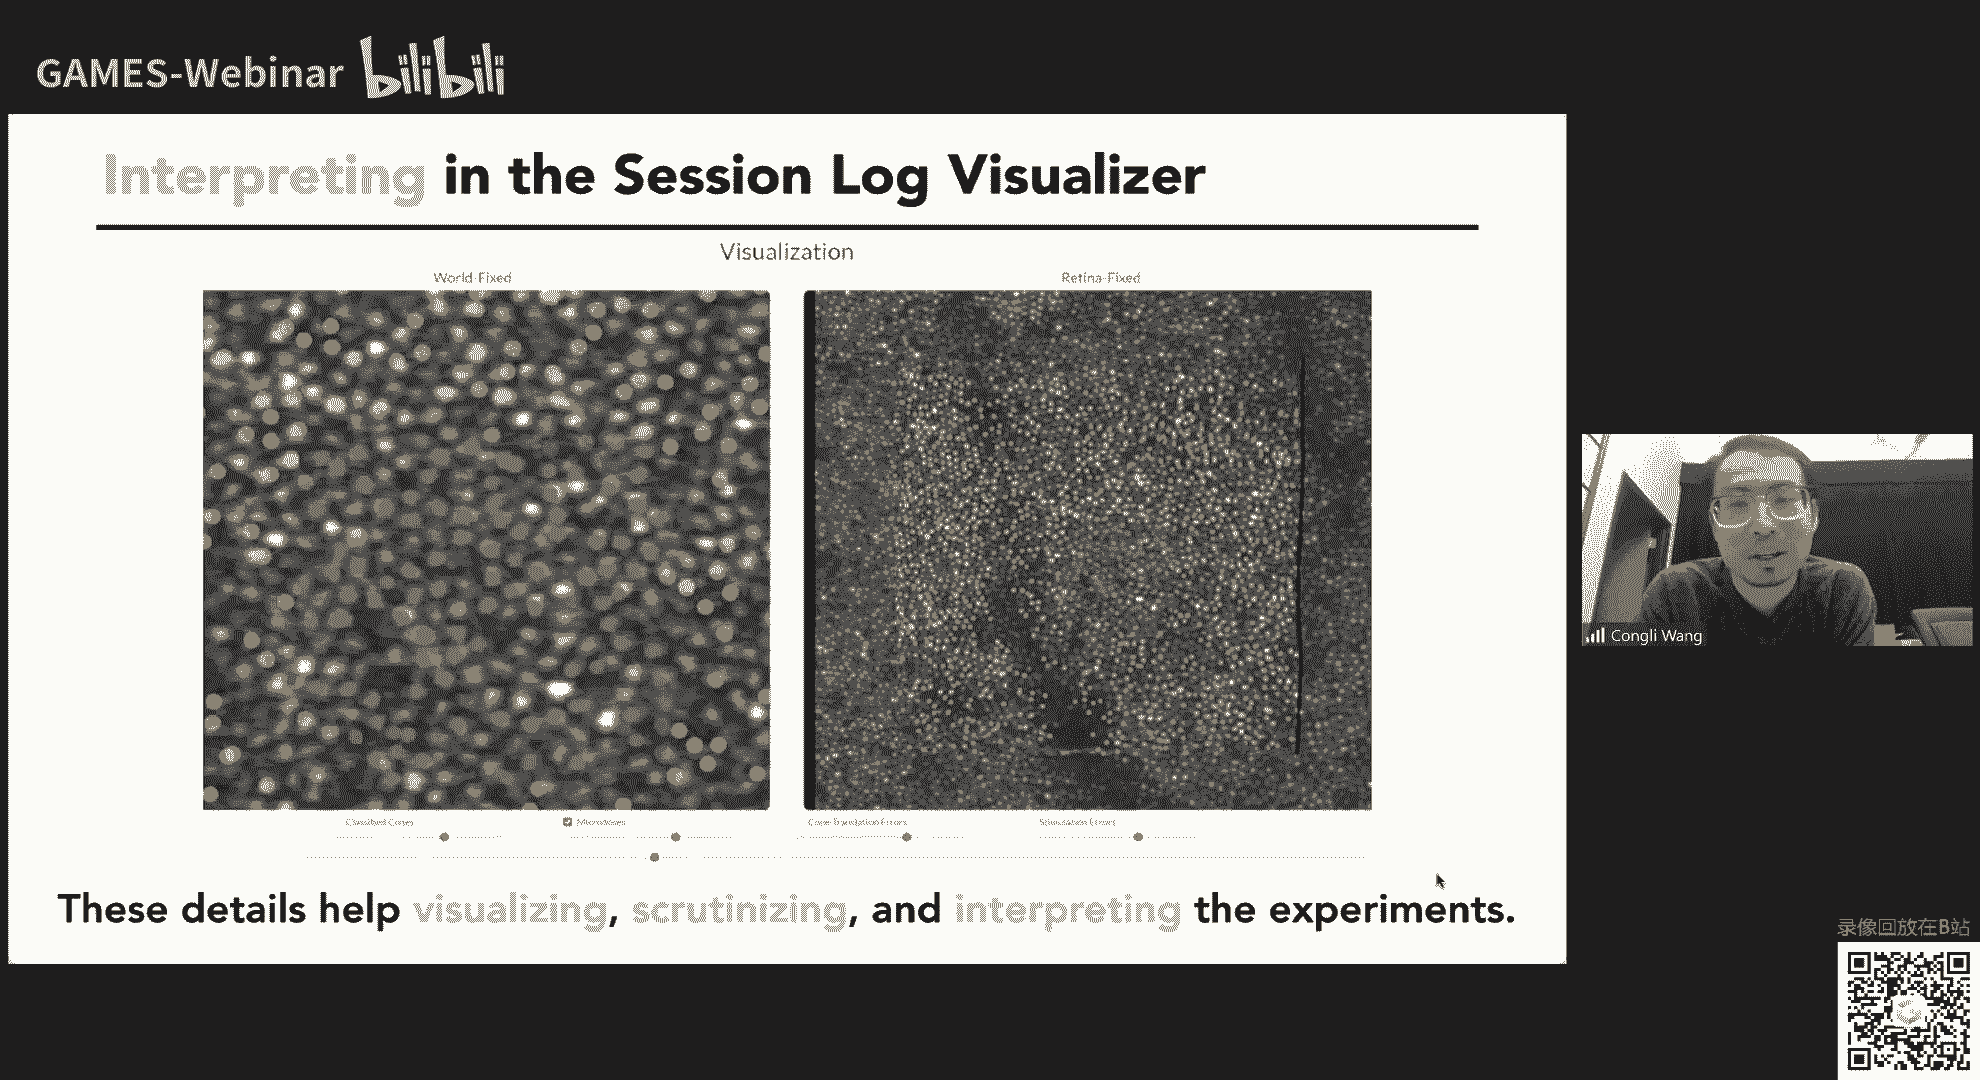 GAMES-Webinar bilibili
Interpreting in the Session Log Visualizer
Visualization
World-Fixed
Retina-Fixed
Classified Cones
Microdoses
Cone Translation Errors
Stimulation Errors
These details help visualizing, scrutinizing, and interpreting the experiments.
Congli Wang
录像回放在B站